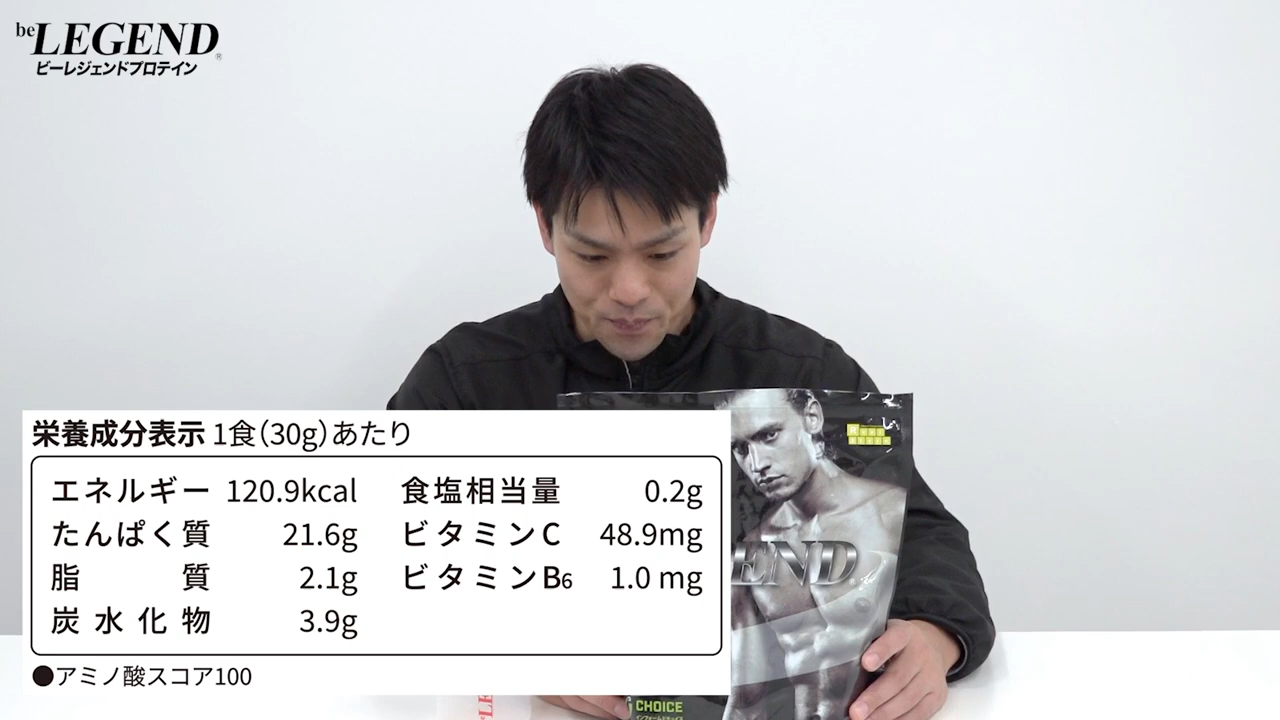 be LEGEND
ビーレジェンドプロテイン
栄養成分表示 1食(30g)あたり
エネルギー 120.9kcal
たんぱく質 21.6g
脂質 2.1g
炭水化物 3.9g
食塩相当量 0.2g
ビタミンC 48.9mg
ビタミンB6 1.0 mg
●アミノ酸スコア100
END
CHOICE